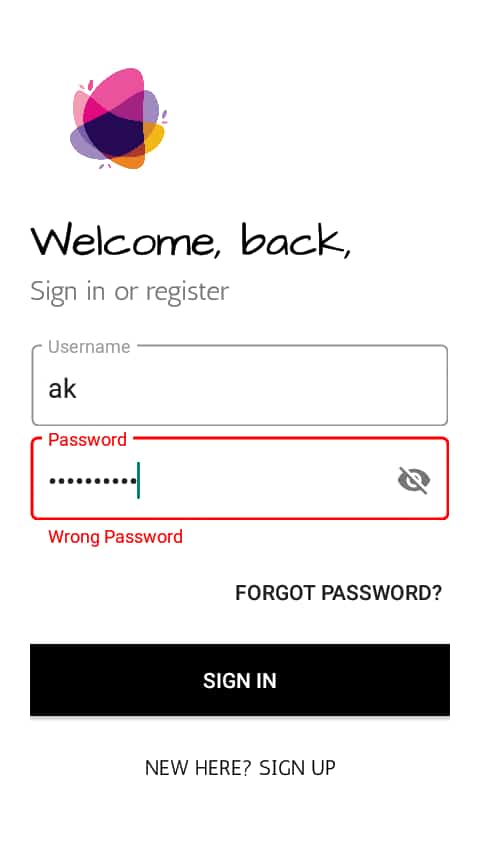 Welcome, back,
Sign in or register
Username
ak
Password
••••••••••
Wrong Password
FORGOT PASSWORD?
SIGN IN
NEW HERE? SIGN UP